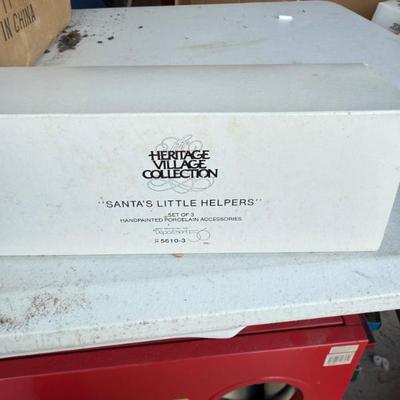 IN CHINA
HERITAGE
VILLAGE
COLLECTION
"SANTA'S LITTLE HELPERS"
SET OF 3
HANDPAINTED PORCELAIN ACCESSORIES
Department 56
5610-3